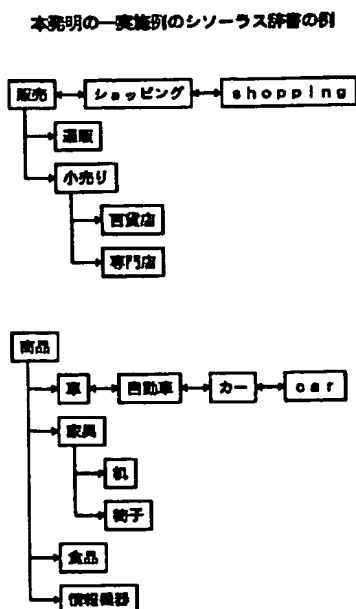 本発明の一実施例のシソーラス辞書の例
販売 ショッピング shopping
通販
小売り
百貨店
専門店
商品
車 自動車 カー car
家具
机
椅子
食品
情報機器